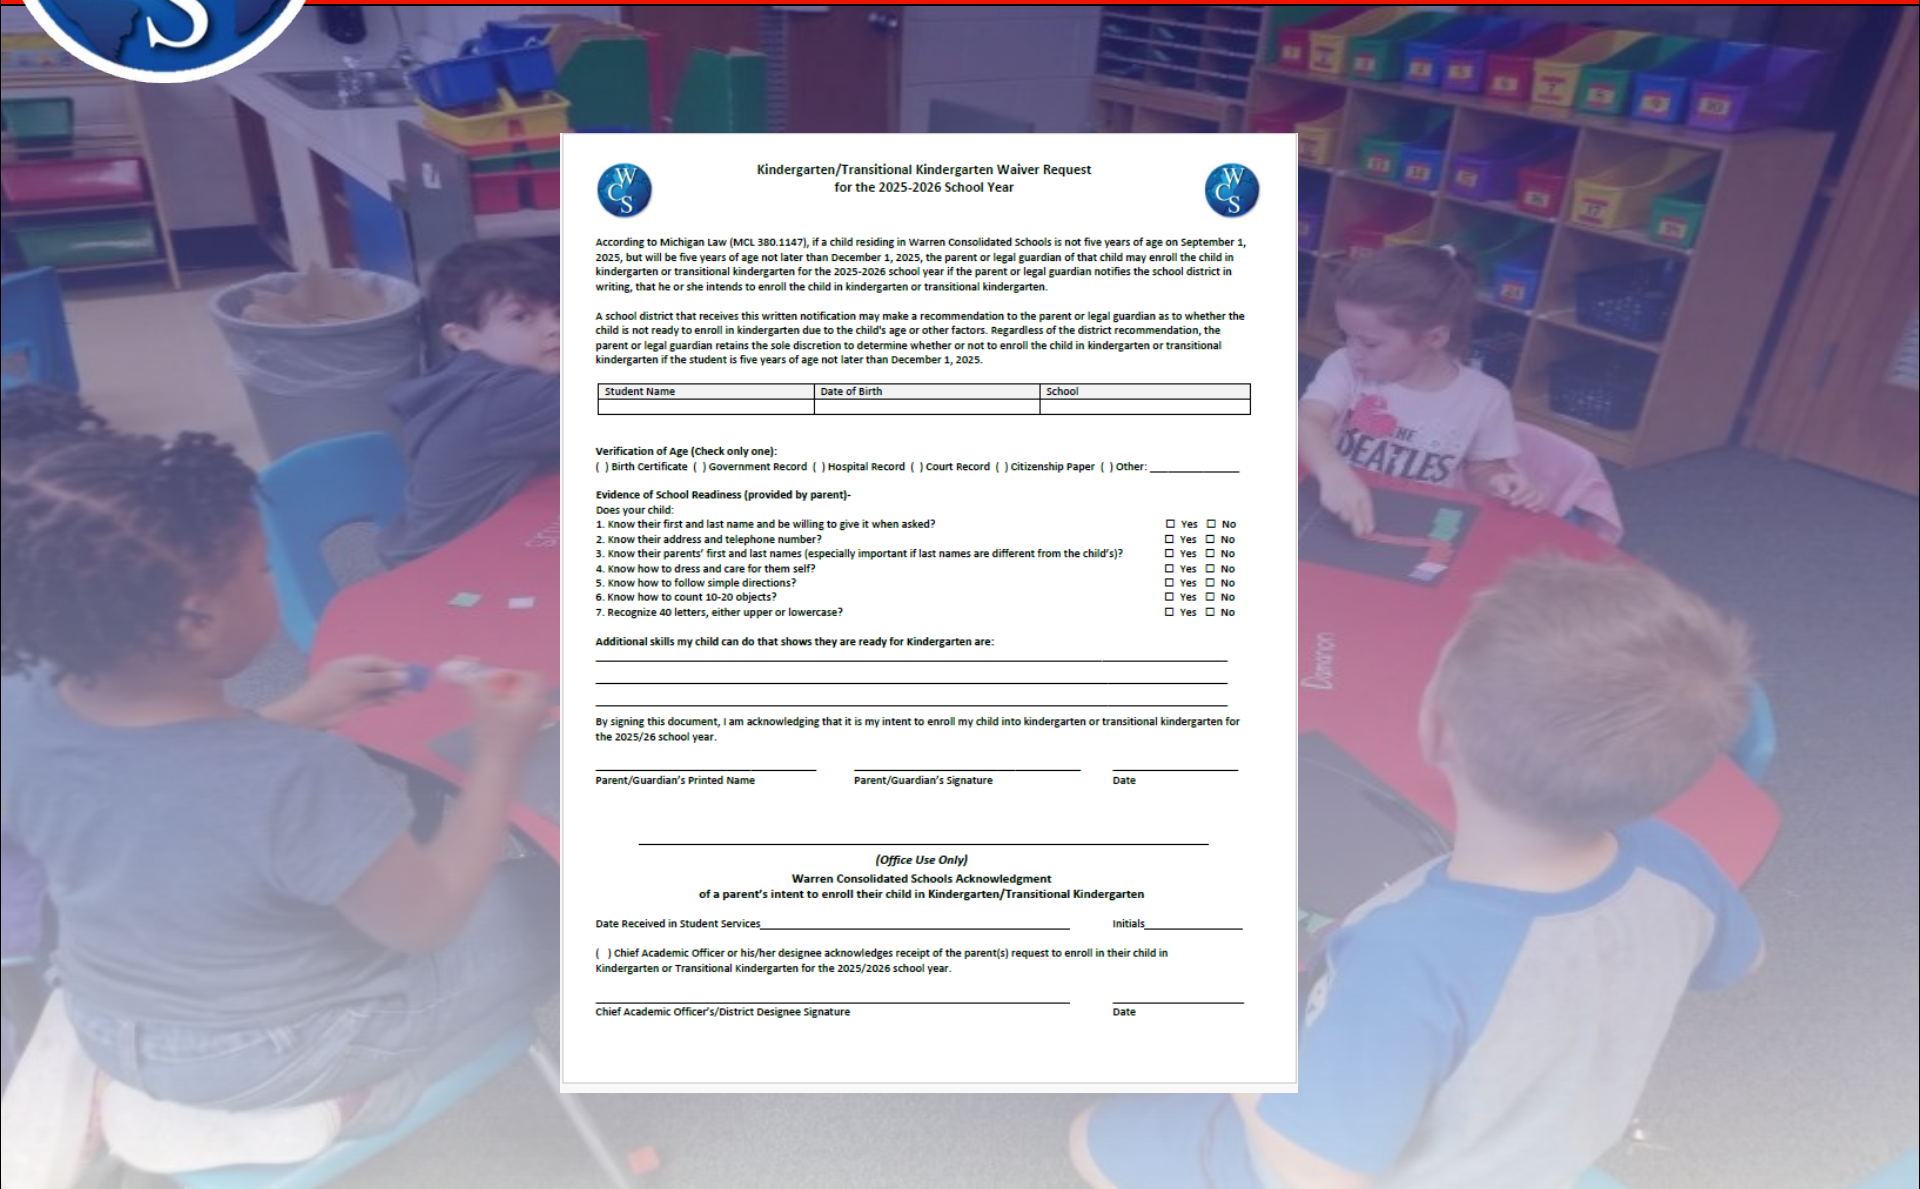 S
Kindergarten/Transitional Kindergarten Waiver Request
for the 2025-2026 School Year
WCS
WCS
According to Michigan Law (MCL 380.1147), if a child residing in Warren Consolidated Schools is not five years of age on September 1,
2025, but will be five years of age not later than December 1, 2025, the parent or legal guardian of that child may enroll the child in
kindergarten or transitional kindergarten for the 2025-2026 school year if the parent or legal guardian notifies the school district in
writing, that he or she intends to enroll the child in kindergarten or transitional kindergarten.
A school district that receives this written notification may make a recommendation to the parent or legal guardian as to whether the
child is not ready to enroll in kindergarten due to the child's age or other factors. Regardless of the district recommendation, the
parent or legal guardian retains the sole discretion to determine whether or not to enroll the child in kindergarten or transitional
kindergarten if the student is five years of age not later than December 1, 2025.
Student Name Date of Birth School
Verification of Age (Check only one):
( ) Birth Certificate ( ) Government Record ( ) Hospital Record ( ) Court Record ( ) Citizenship Paper ( ) Other: ______________
Evidence of School Readiness (provided by parent)-
Does your child:
1. Know their first and last name and be willing to give it when asked? ☐ Yes ☐ No
2. Know their address and telephone number? ☐ Yes ☐ No
3. Know their parents' first and last names (especially important if last names are different from the child's)? ☐ Yes ☐ No
4. Know how to dress and care for them self? ☐ Yes ☐ No
5. Know how to follow simple directions? ☐ Yes ☐ No
6. Know how to count 10-20 objects? ☐ Yes ☐ No
7. Recognize 40 letters, either upper or lowercase? ☐ Yes ☐ No
Additional skills my child can do that shows they are ready for Kindergarten are:
By signing this document, I am acknowledging that it is my intent to enroll my child into kindergarten or transitional kindergarten for
the 2025/26 school year.
Parent/Guardian's Printed Name Parent/Guardian's Signature Date
(Office Use Only)
Warren Consolidated Schools Acknowledgment
of a parent's intent to enroll their child in Kindergarten/Transitional Kindergarten
Date Received in Student Services Initials
( ) Chief Academic Officer or his/her designee acknowledges receipt of the parent(s) request to enroll in their child in
Kindergarten or Transitional Kindergarten for the 2025/2026 school year.
Chief Academic Officer's/District Designee Signature Date
THE
BEATLES
Damarion
7
9
10
17